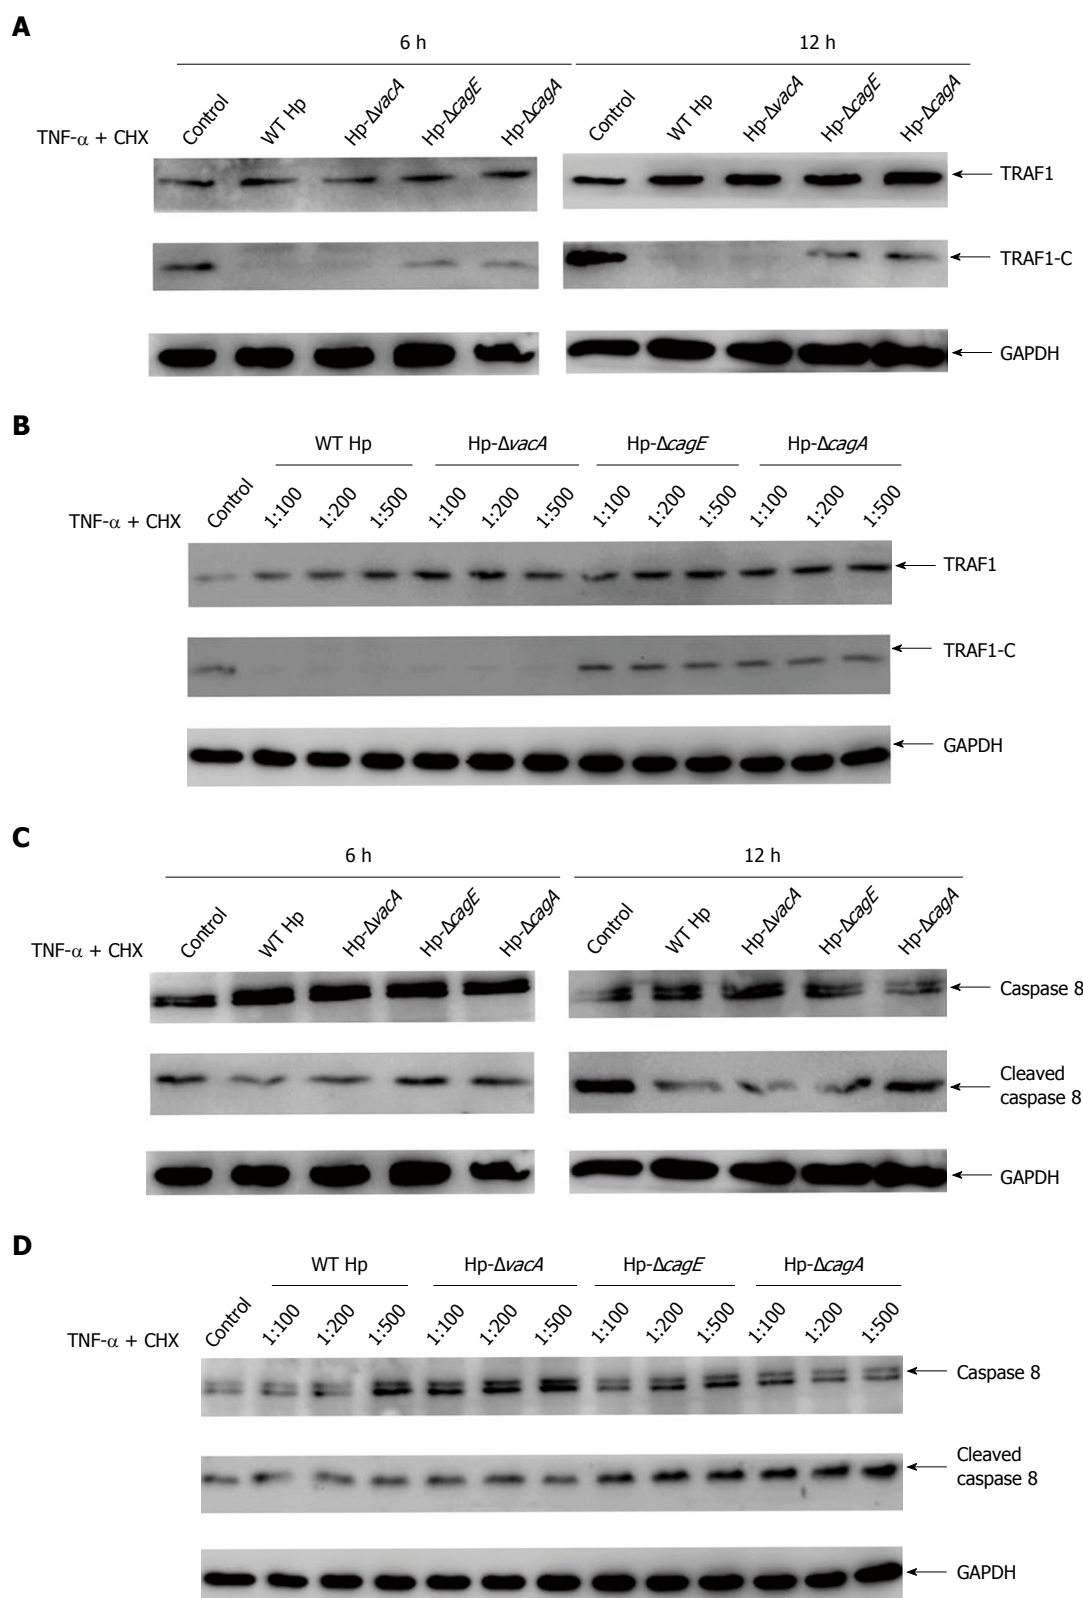 A
6 h 12 h
TNF-α + CHX Control WT Hp Hp-ΔvacA Hp-ΔcagE Hp-ΔcagA Control WT Hp Hp-ΔvacA Hp-ΔcagE Hp-ΔcagA
TRAF1
TRAF1-C
GAPDH
B
WT Hp Hp-ΔvacA Hp-ΔcagE Hp-ΔcagA
TNF-α + CHX Control 1:100 1:200 1:500 1:100 1:200 1:500 1:100 1:200 1:500 1:100 1:200 1:500
TRAF1
TRAF1-C
GAPDH
C
6 h 12 h
TNF-α + CHX Control WT Hp Hp-ΔvacA Hp-ΔcagE Hp-ΔcagA Control WT Hp Hp-ΔvacA Hp-ΔcagE Hp-ΔcagA
Caspase 8
Cleaved
caspase 8
GAPDH
D
WT Hp Hp-ΔvacA Hp-ΔcagE Hp-ΔcagA
TNF-α + CHX Control 1:100 1:200 1:500 1:100 1:200 1:500 1:100 1:200 1:500 1:100 1:200 1:500
Caspase 8
Cleaved
caspase 8
GAPDH